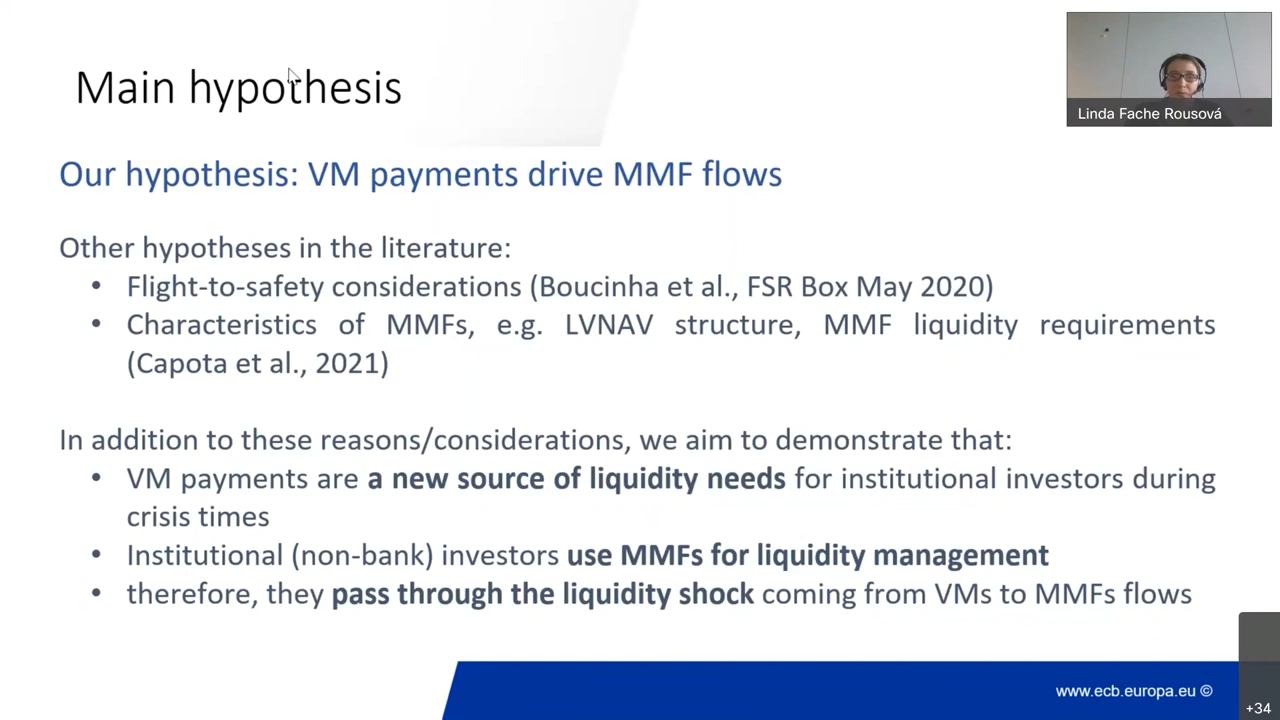 Main hypothesis
Linda Fache Rousová
Our hypothesis: VM payments drive MMF flows
Other hypotheses in the literature:
• Flight-to-safety considerations (Boucinha et al., FSR Box May 2020)
• Characteristics of MMFs, e.g. LVNAV structure, MMF liquidity requirements
(Capota et al., 2021)
In addition to these reasons/considerations, we aim to demonstrate that:
• VM payments are a new source of liquidity needs for institutional investors during
crisis times
• Institutional (non-bank) investors use MMFs for liquidity management
• therefore, they pass through the liquidity shock coming from VMs to MMFs flows
www.ecb.europa.eu ©
+34